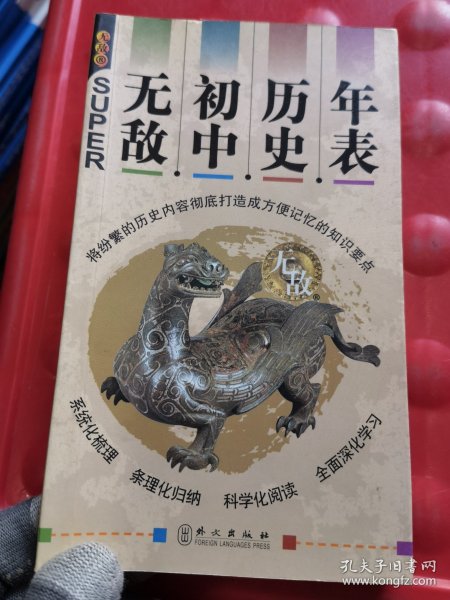 无敌®
SUPER
无敌·初中·历史·年表
将纷繁的历史内容彻底打造成方便记忆的知识要点
无敌®
系统化梳理 条理化归纳 科学化阅读 全面深化学习
外文出版社
FOREIGN LANGUAGES PRESS
孔夫子旧书网
www.kongfz.com